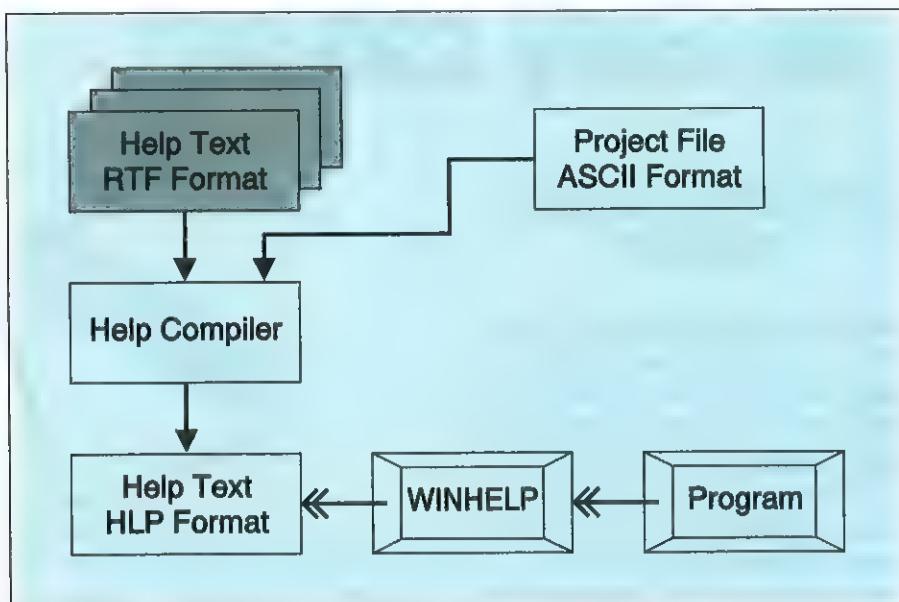 Help Text
RTF Format
Project File
ASCII Format
Help Compiler
Help Text
HLP Format
WINHELP
Program